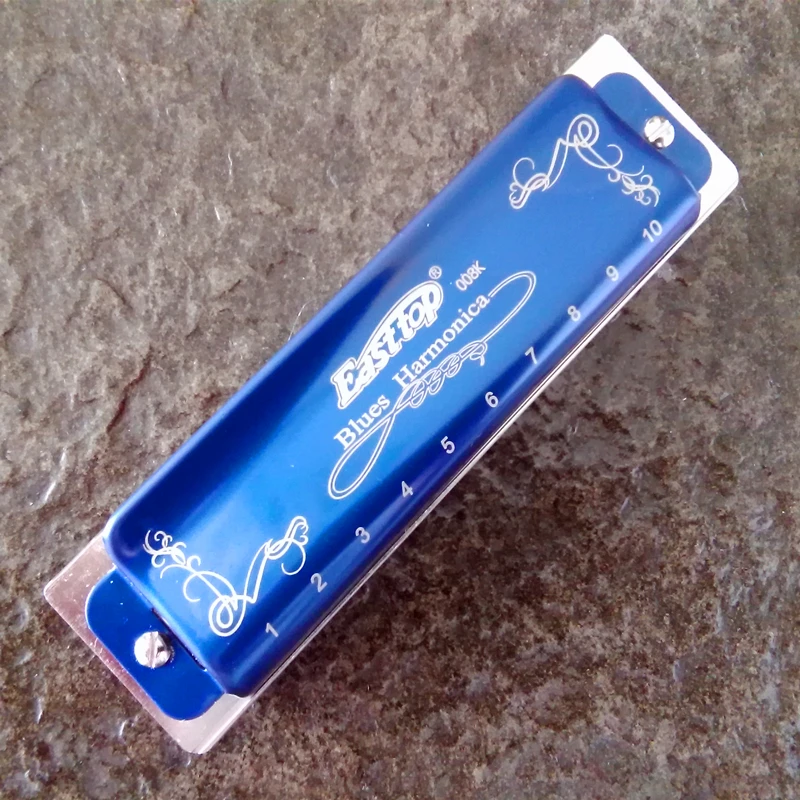 Easttop® 008K
Blues Harmonica
1 2 3 4 5 6 7 8 9 10